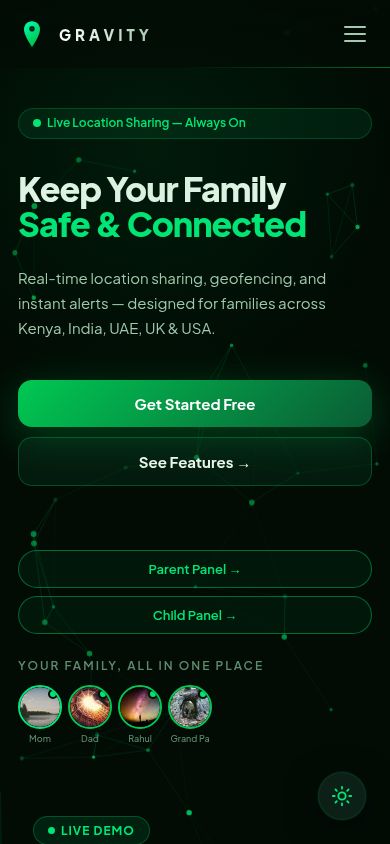 GRAVITY
Live Location Sharing — Always On
Keep Your Family
Safe & Connected
Real-time location sharing, geofencing, and
instant alerts — designed for families across
Kenya, India, UAE, UK & USA.
Get Started Free
See Features →
Parent Panel →
Child Panel →
YOUR FAMILY, ALL IN ONE PLACE
Mom Dad Rahul Grand Pa
LIVE DEMO